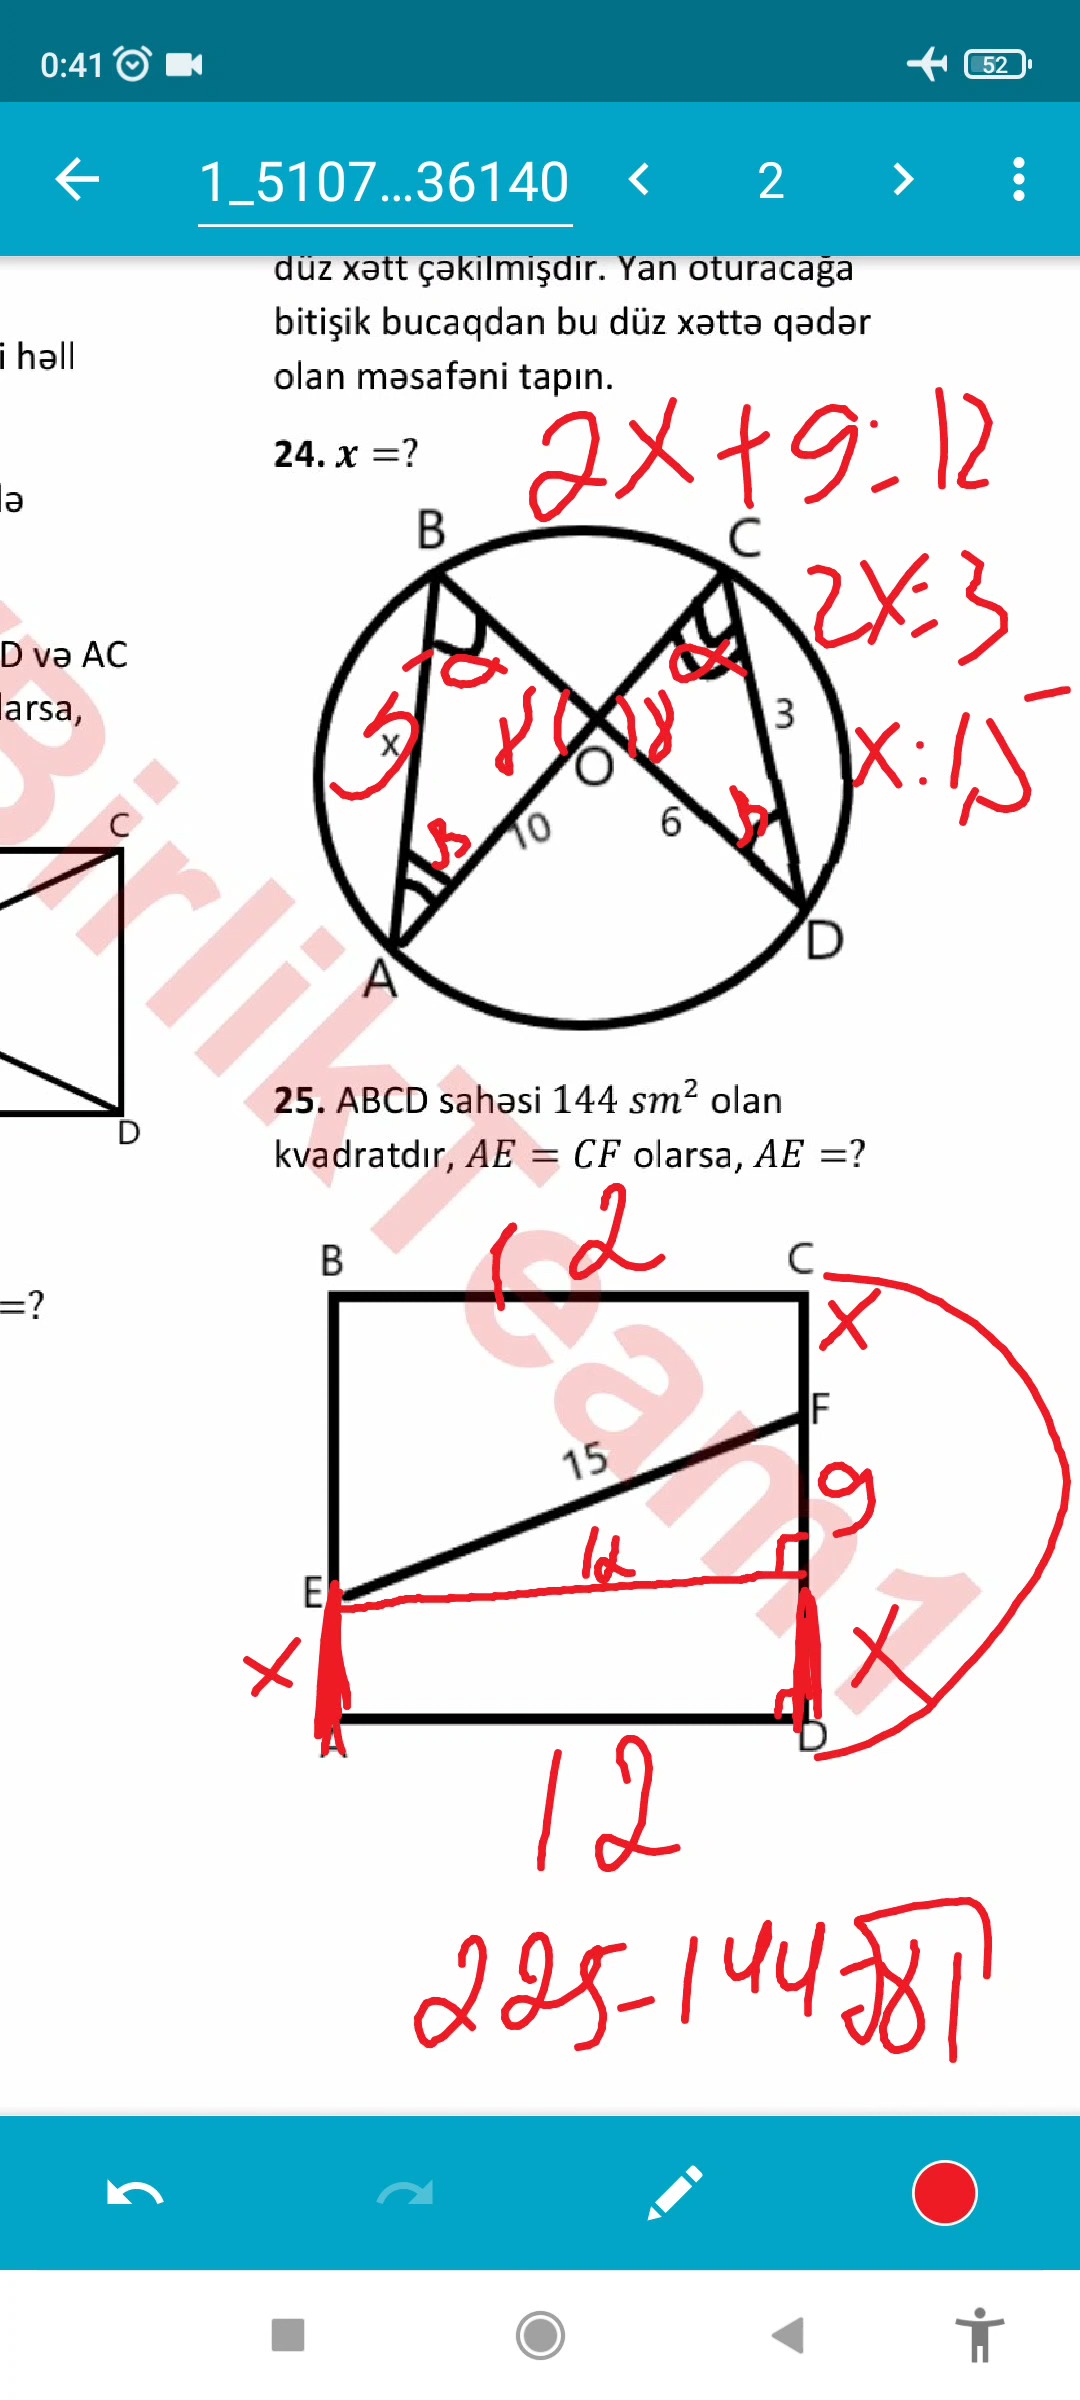 0:41
52
1_5107...36140
2
düz xətt çəkilmişdir. Yan oturacağa
bitişik bucaqdan bu düz xəttə qədər
olan məsafəni tapın.
i həll
lə
D və AC
larsa,
C
D
=?
24. x =?
2x+9=12
2x=3
x=1,5
B
C
α
α
5
x
γ
γ
3
O
β
10
6
β
A
D
25. ABCD sahəsi 144 sm² olan
kvadratdır, AE = CF olarsa, AE =?
12
B
C
x
F
15
9
12
E
x
x
A
D
12
225-144=√81
BirlikTeam1